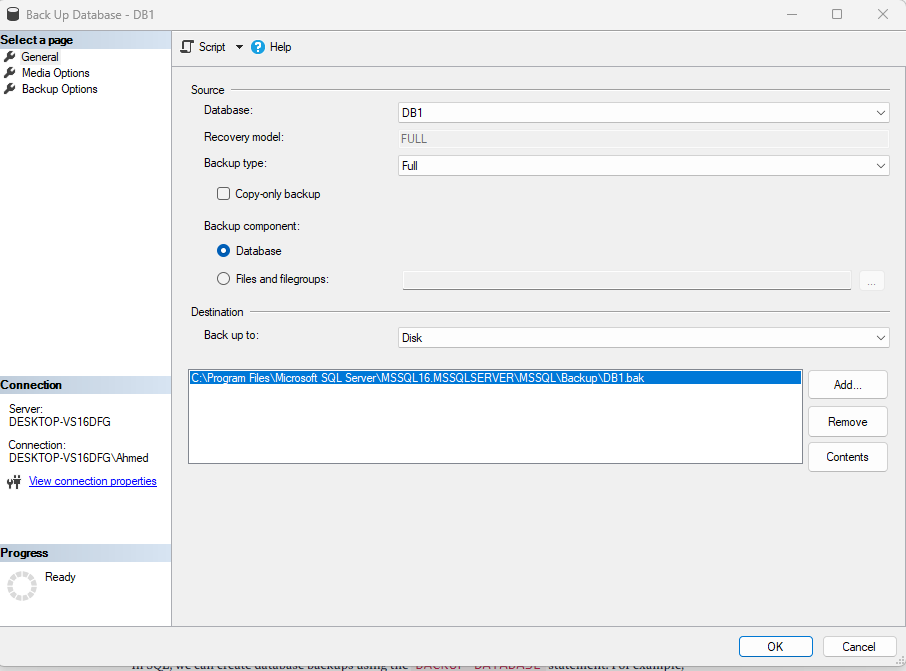 Back Up Database - DB1
Select a page
General
Media Options
Backup Options
Script
Help
Source
Database:
DB1
Recovery model:
FULL
Backup type:
Full
Copy-only backup
Backup component:
Database
Files and filegroups:
...
Destination
Back up to:
Disk
C:\Program Files\Microsoft SQL Server\MSSQL16.MSSQLSERVER\MSSQL\Backup\DB1.bak
Add...
Remove
Contents
Connection
Server:
DESKTOP-VS16DFG
Connection:
DESKTOP-VS16DFG\Ahmed
View connection properties
Progress
Ready
OK
Cancel
In SQL, we can create database backups using the BACKUP DATABASE statement. For example,